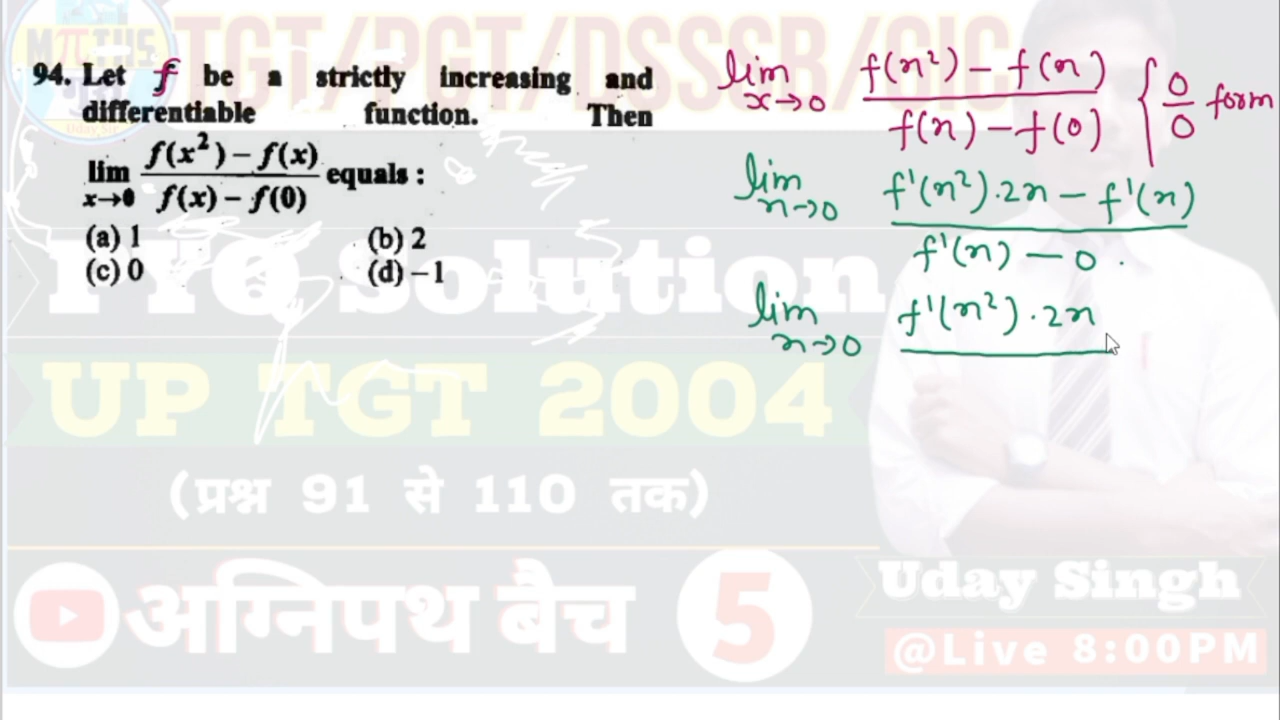 TGT/PGT/DSSSB/GIC
94. Let f be a strictly increasing and
differentiable function. Then
lim x→0 f(x²) – f(x) / f(x) – f(0) equals :
(a) 1 (b) 2
(c) 0 (d) –1
lim x→0 f(x²) – f(x) / f(x) – f(0) { 0/0 form
lim x→0 f'(x²).2x – f'(x) / f'(x) – 0 .
lim x→0 f'(x²).2x
PYQ Solution
UP TGT 2004
(प्रश्न 91 से 110 तक)
अग्निपथ बैच 5
Uday Singh
@Live 8:00PM